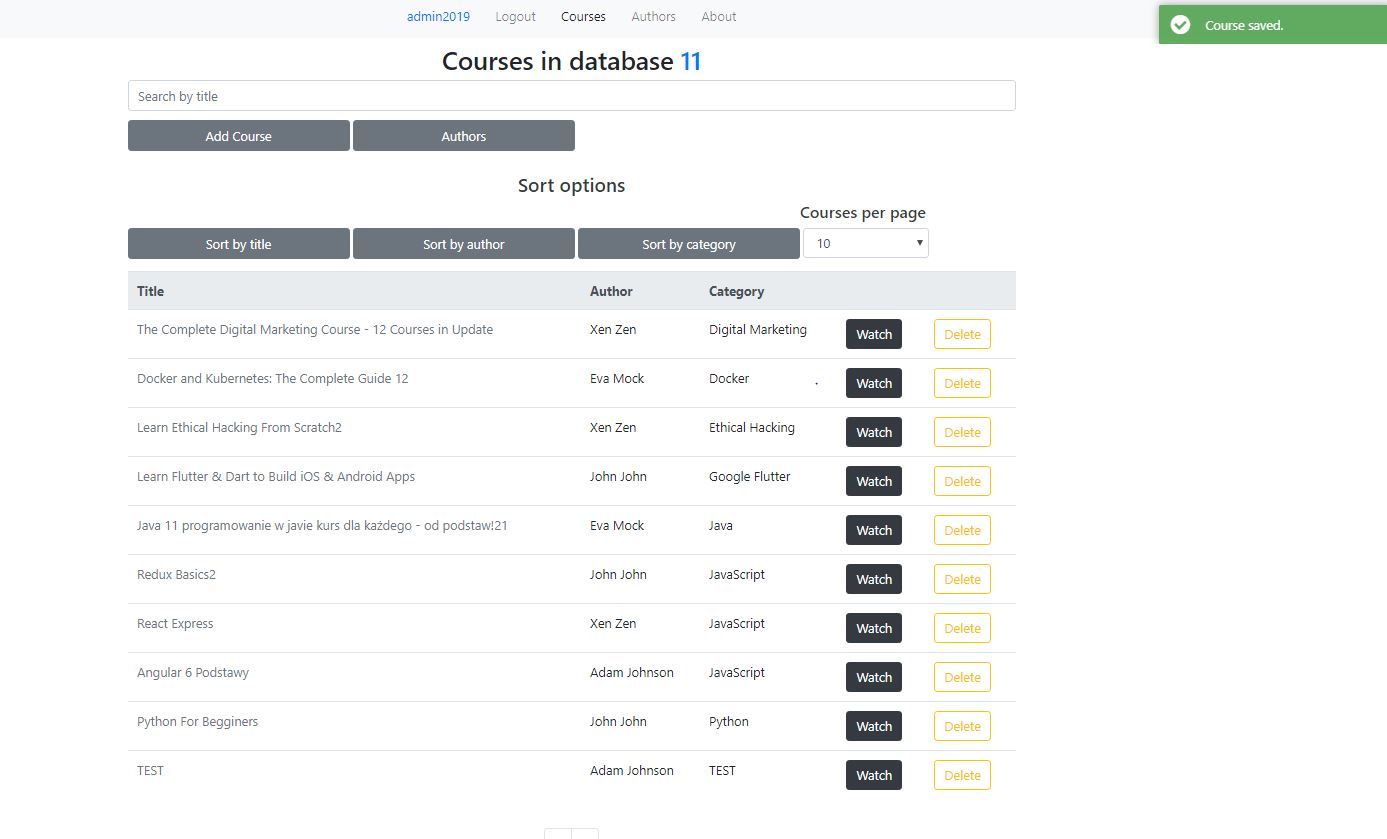 admin2019 Logout Courses Authors About
Course saved.
Courses in database 11
Search by title
Add Course Authors
Sort options
Courses per page
Sort by title Sort by author Sort by category 10
Title Author Category
The Complete Digital Marketing Course - 12 Courses in Update Xen Zen Digital Marketing Watch Delete
Docker and Kubernetes: The Complete Guide 12 Eva Mock Docker Watch Delete
Learn Ethical Hacking From Scratch2 Xen Zen Ethical Hacking Watch Delete
Learn Flutter & Dart to Build iOS & Android Apps John John Google Flutter Watch Delete
Java 11 programowanie w javie kurs dla każdego - od podstaw!21 Eva Mock Java Watch Delete
Redux Basics2 John John JavaScript Watch Delete
React Express Xen Zen JavaScript Watch Delete
Angular 6 Podstawy Adam Johnson JavaScript Watch Delete
Python For Begginers John John Python Watch Delete
TEST Adam Johnson TEST Watch Delete